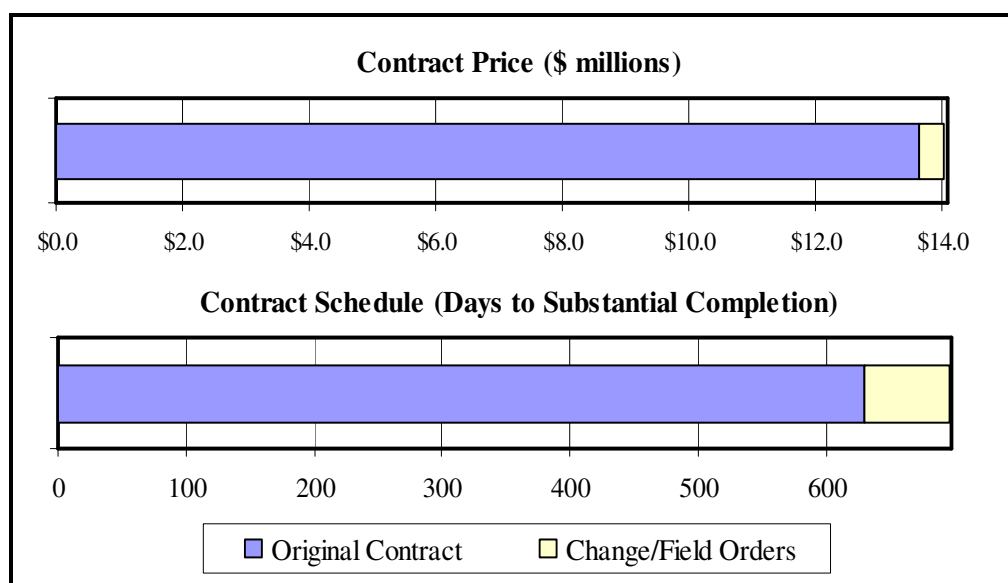 Contract Price ($ millions)
$0.0 $2.0 $4.0 $6.0 $8.0 $10.0 $12.0 $14.0
Contract Schedule (Days to Substantial Completion)
0 100 200 300 400 500 600
Original Contract Change/Field Orders